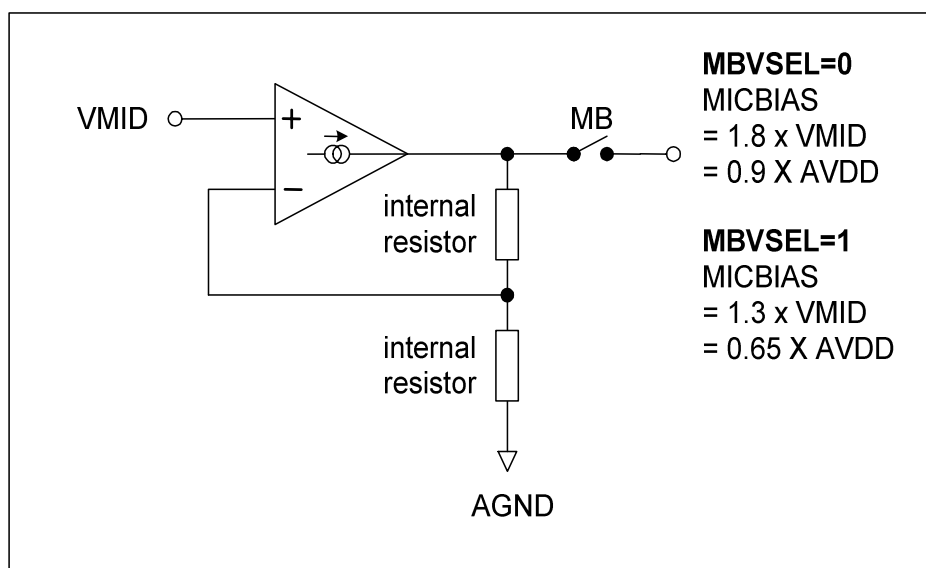 MBVSEL=0
MICBIAS
= 1.8 x VMID
= 0.9 X AVDD
VMID
+
−
MB
internal
resistor
MBVSEL=1
MICBIAS
= 1.3 x VMID
= 0.65 X AVDD
internal
resistor
AGND